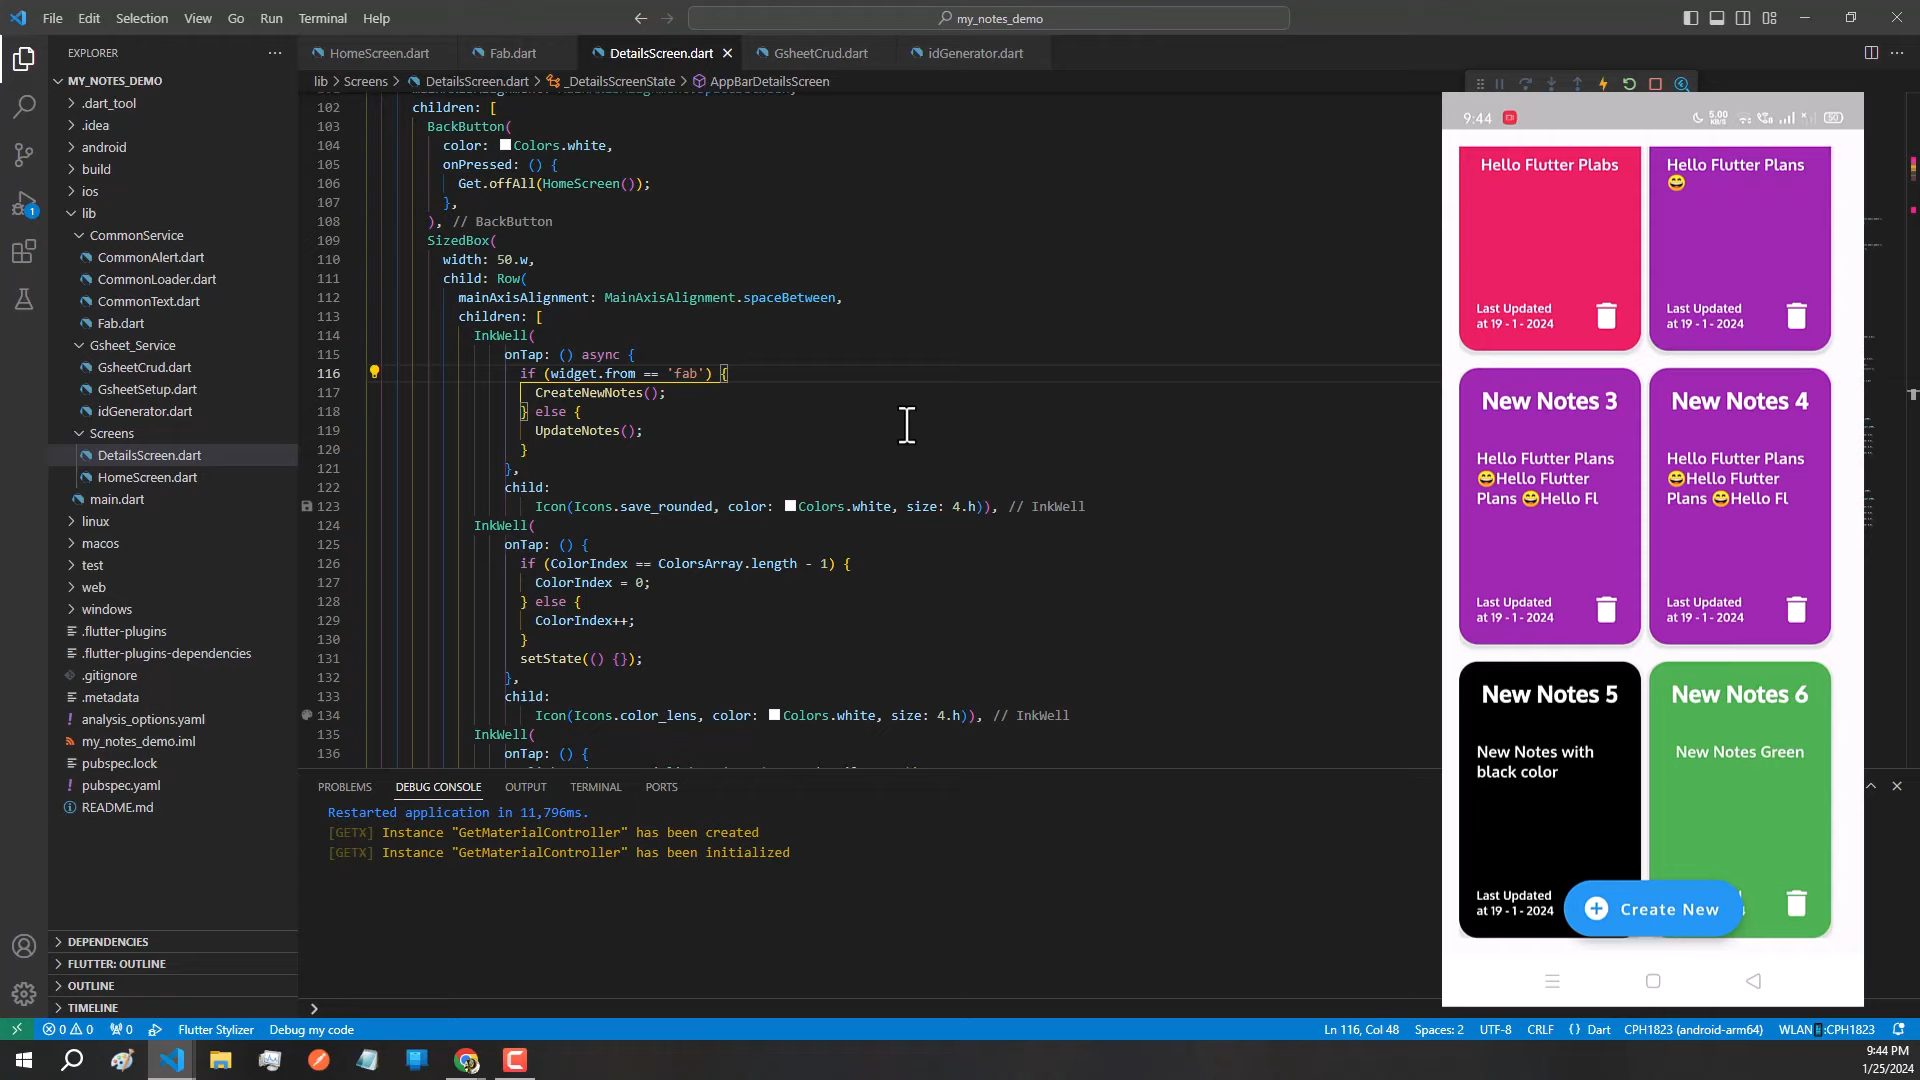 File Edit Selection View Go Run Terminal Help
my_notes_demo
EXPLORER
MY_NOTES_DEMO
.dart_tool
.idea
android
build
ios
lib
CommonService
CommonAlert.dart
CommonLoader.dart
CommonText.dart
Fab.dart
Gsheet_Service
GsheetCrud.dart
GsheetSetup.dart
idGenerator.dart
Screens
DetailsScreen.dart
HomeScreen.dart
main.dart
linux
macos
test
web
windows
.flutter-plugins
.flutter-plugins-dependencies
.gitignore
.metadata
analysis_options.yaml
my_notes_demo.iml
pubspec.lock
pubspec.yaml
README.md
DEPENDENCIES
FLUTTER: OUTLINE
OUTLINE
TIMELINE
HomeScreen.dart Fab.dart DetailsScreen.dart GsheetCrud.dart idGenerator.dart
lib > Screens > DetailsScreen.dart > _DetailsScreenState > AppBarDetailsScreen
102 children: [
103 BackButton(
104 color: Colors.white,
105 onPressed: () {
106 Get.offAll(HomeScreen());
107 },
108 ), // BackButton
109 SizedBox(
110 width: 50.w,
111 child: Row(
112 mainAxisAlignment: MainAxisAlignment.spaceBetween,
113 children: [
114 InkWell(
115 onTap: () async {
116 if (widget.from == 'fab') {
117 CreateNewNotes();
118 } else {
119 UpdateNotes();
120 }
121 },
122 child:
123 Icon(Icons.save_rounded, color: Colors.white, size: 4.h)), // InkWell
124 InkWell(
125 onTap: () {
126 if (ColorIndex == ColorsArray.length - 1) {
127 ColorIndex = 0;
128 } else {
129 ColorIndex++;
130 }
131 setState(() {});
132 },
133 child:
134 Icon(Icons.color_lens, color: Colors.white, size: 4.h)), // InkWell
135 InkWell(
136 onTap: () {
PROBLEMS DEBUG CONSOLE OUTPUT TERMINAL PORTS
Restarted application in 11,796ms.
[GETX] Instance "GetMaterialController" has been created
[GETX] Instance "GetMaterialController" has been initialized
9:44
5.00
KB/S
50
Hello Flutter Plabs
Last Updated
at 19 - 1 - 2024
Hello Flutter Plans
😄
Last Updated
at 19 - 1 - 2024
New Notes 3
Hello Flutter Plans
😄Hello Flutter
Plans 😄Hello Fl
Last Updated
at 19 - 1 - 2024
New Notes 4
Hello Flutter Plans
😄Hello Flutter
Plans 😄Hello Fl
Last Updated
at 19 - 1 - 2024
New Notes 5
New Notes with
black color
Last Updated
at 19 - 1 - 2024
New Notes 6
New Notes Green
Create New
0 0 0 Flutter Stylizer Debug my code
Ln 116, Col 48 Spaces: 2 UTF-8 CRLF {} Dart CPH1823 (android-arm64) WLAN :CPH1823
9:44 PM
1/25/2024